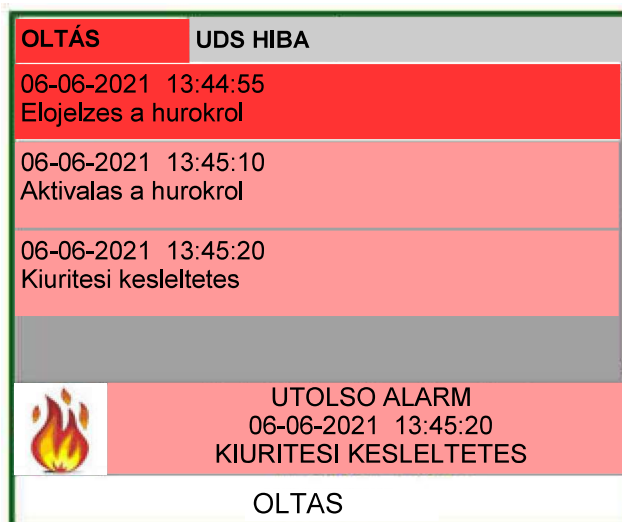 OLTÁS UDS HIBA
06-06-2021 13:44:55
Elojelzes a hurokrol
06-06-2021 13:45:10
Aktivalas a hurokrol
06-06-2021 13:45:20
Kiuritesi kesleltetes
UTOLSO ALARM
06-06-2021 13:45:20
KIURITESI KESLELTETES
OLTAS